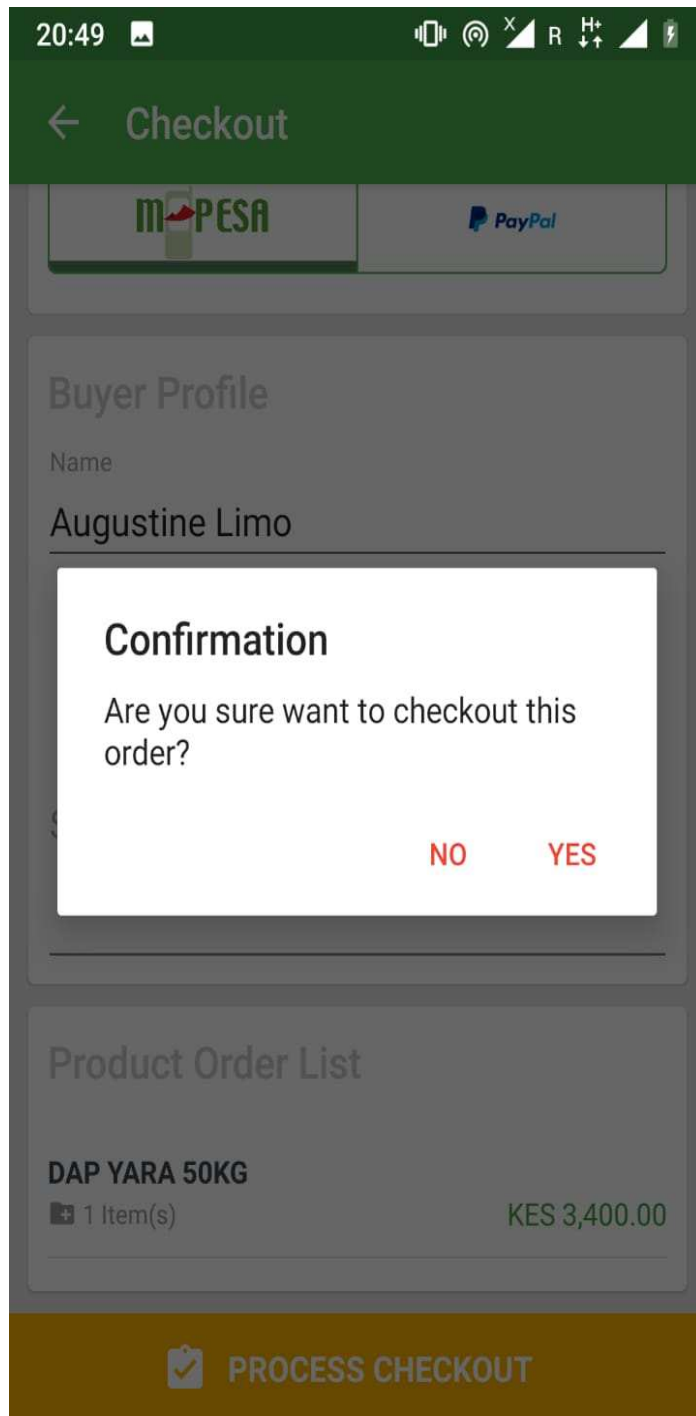 20:49 X R H+
Checkout
m-PESA PayPal
Buyer Profile
Name
Augustine Limo
Confirmation
Are you sure want to checkout this
order?
S
NO YES
Product Order List
DAP YARA 50KG
1 Item(s) KES 3,400.00
PROCESS CHECKOUT